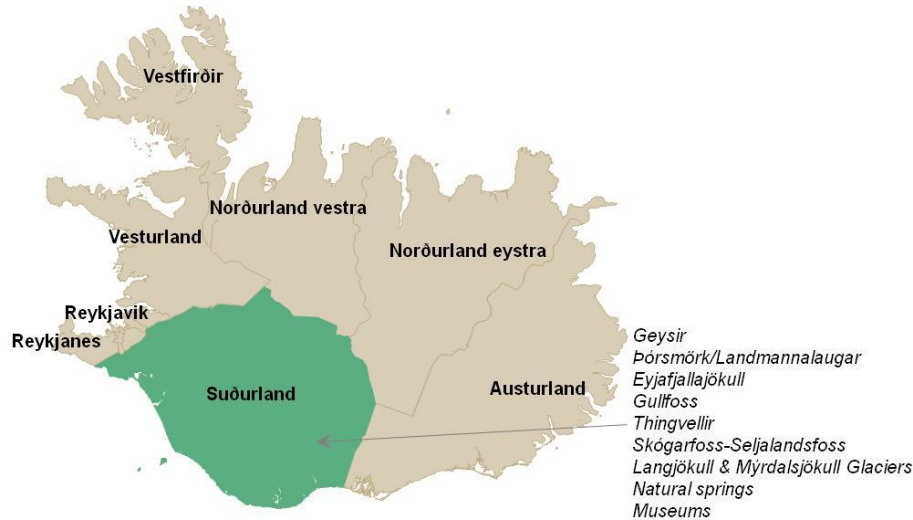 Vestfirðir
Norðurland vestra
Vesturland
Norðurland eystra
Reykjavik
Reykjanes
Suðurland
Austurland
Geysir
Þórsmörk/Landmannalaugar
Eyjafjallajökull
Gullfoss
Thingvellir
Skógarfoss-Seljalandsfoss
Langjökull & Mýrdalsjökull Glaciers
Natural springs
Museums